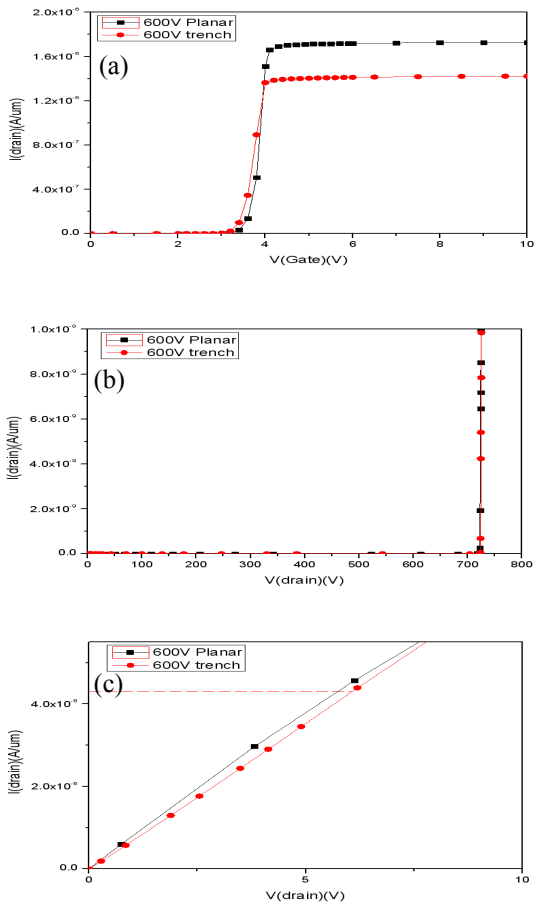 2.0x10⁻⁶
1.6x10⁻⁶
1.2x10⁻⁶
8.0x10⁻⁷
4.0x10⁻⁷
0.0
I(drain)(A/um)
600V Planar
600V trench
(a)
0 2 4 6 8 10
V(Gate)(V)
1.0x10⁻⁸
8.0x10⁻⁹
6.0x10⁻⁹
4.0x10⁻⁹
2.0x10⁻⁹
0.0
I(drain)(A/um)
600V Planar
600V trench
(b)
0 100 200 300 400 500 600 700 800
V(drain)(V)
4.0x10⁻⁶
2.0x10⁻⁶
0.0
I(drain)(A/um)
600V Planar
600V trench
(c)
0 5 10
V(drain)(V)